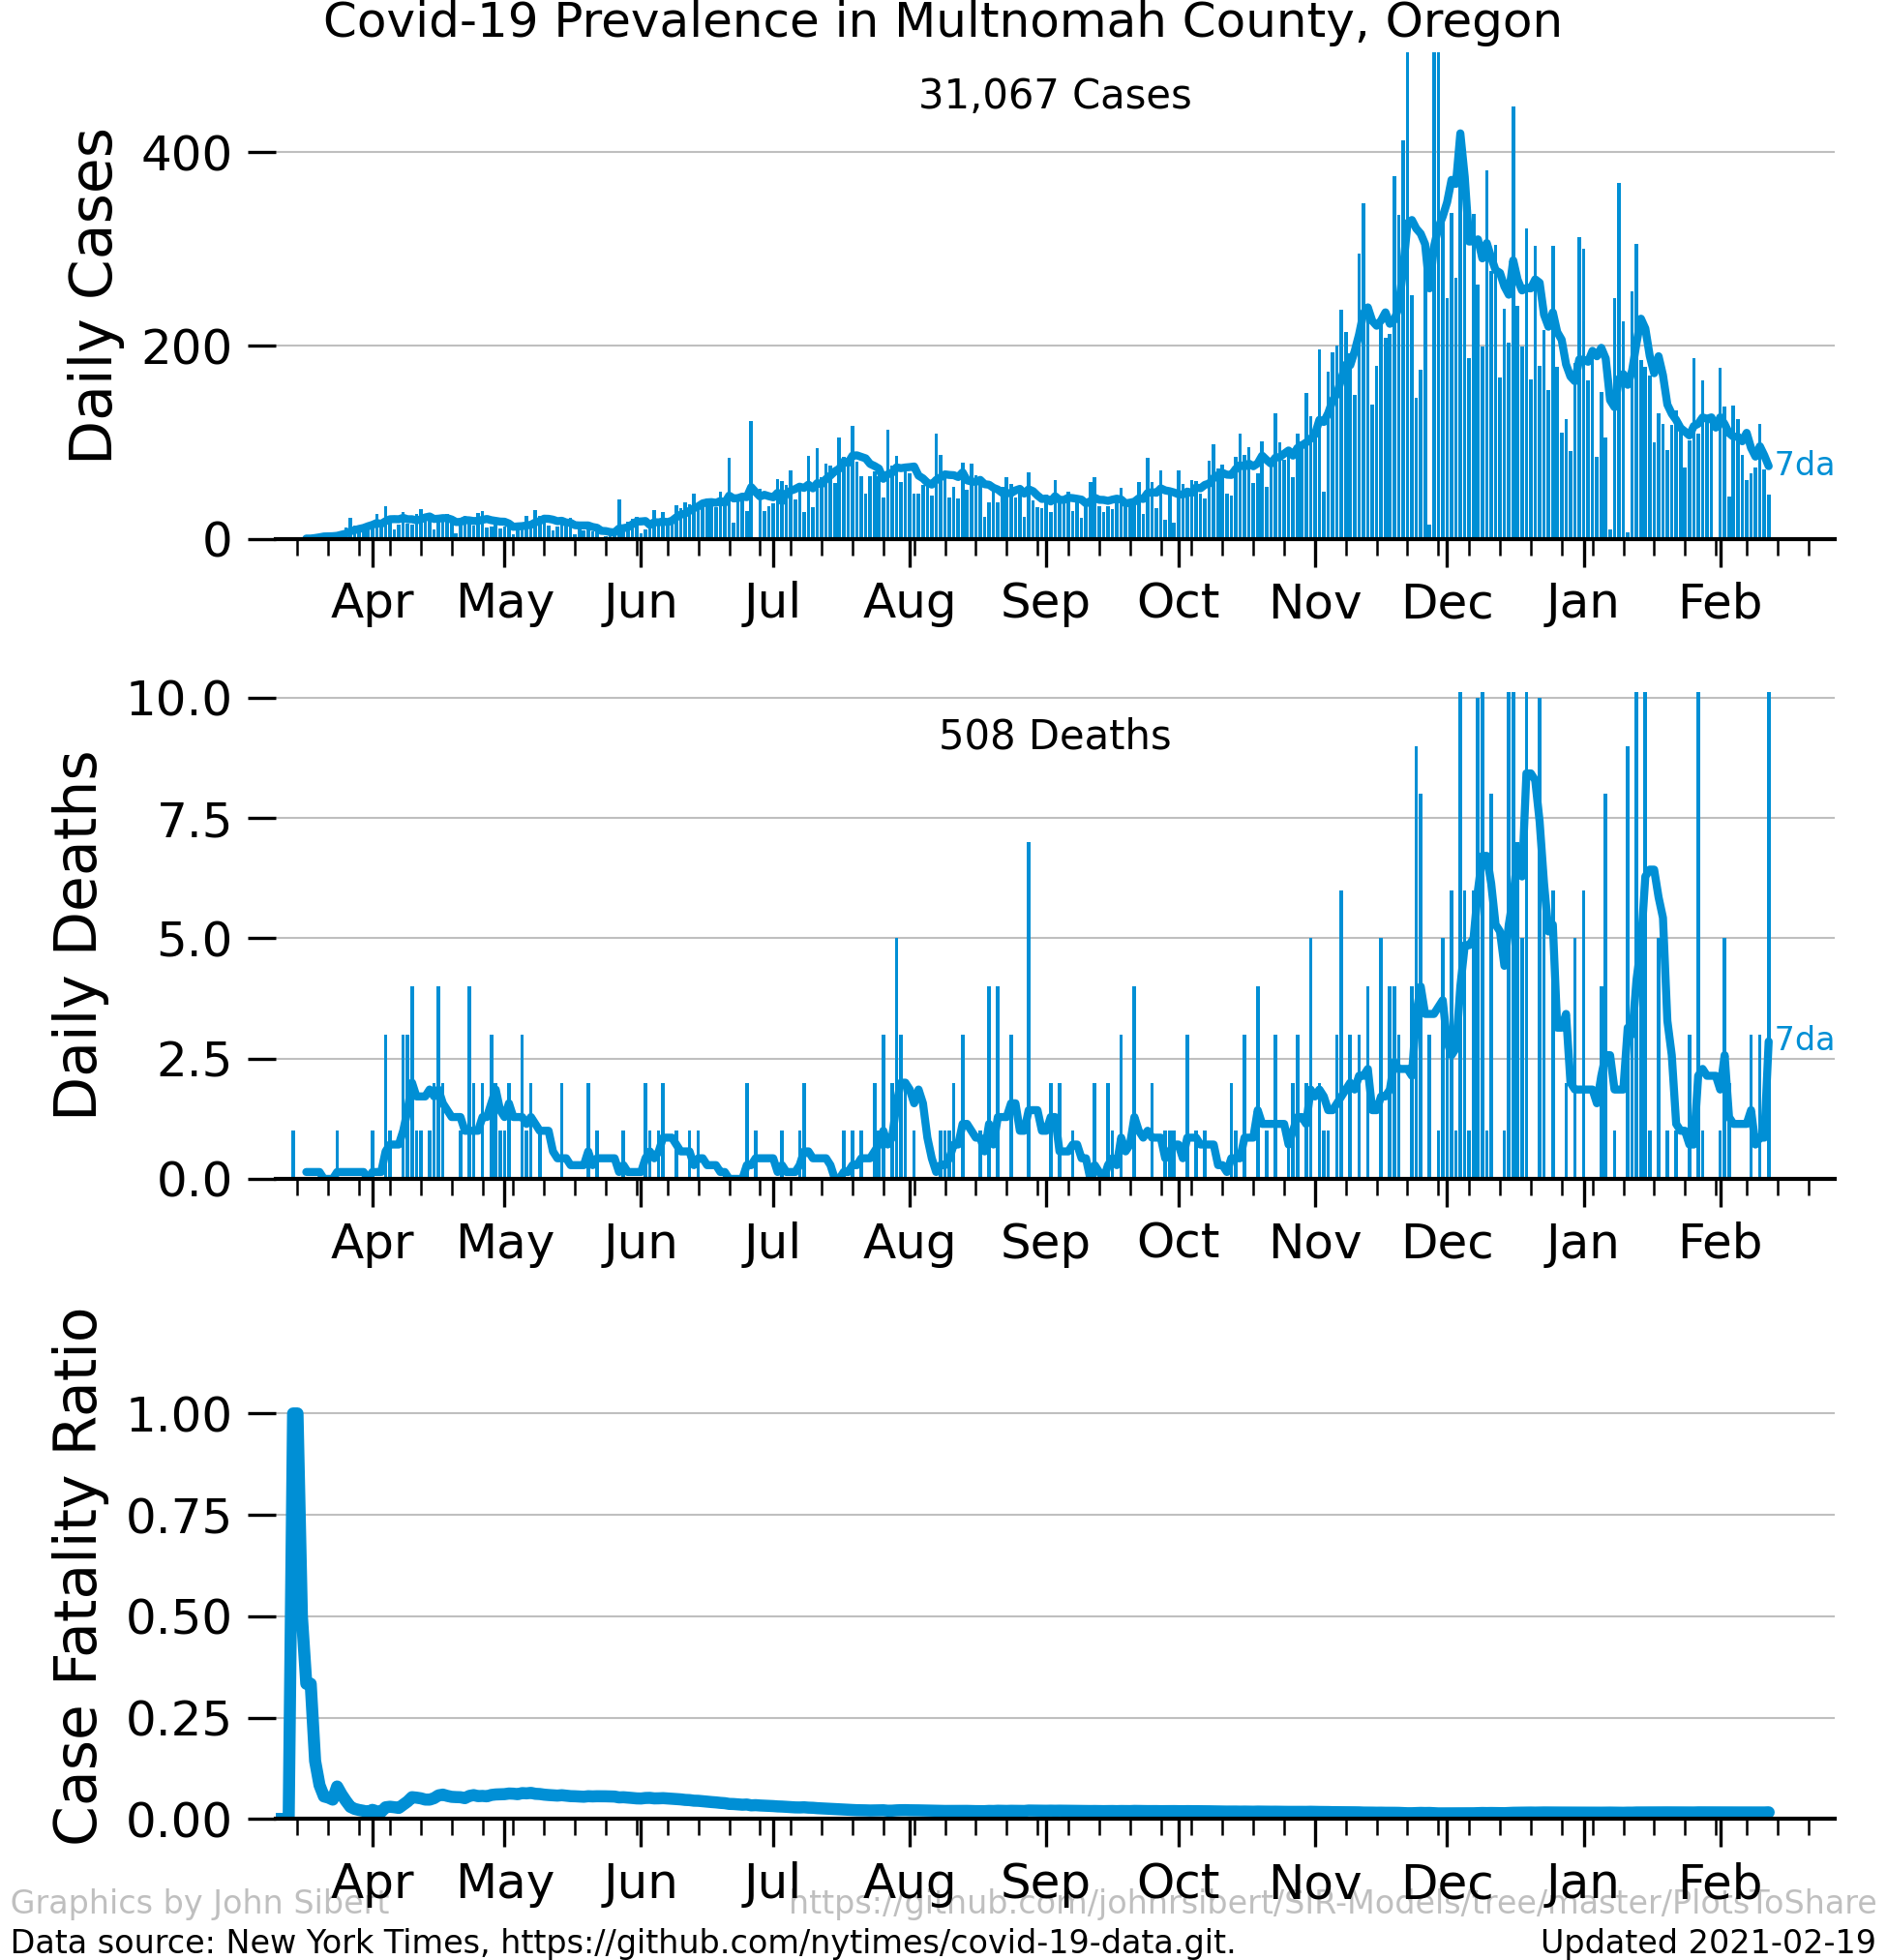 Covid-19 Prevalence in Multnomah County, Oregon
31,067 Cases
Daily Cases
400
200
0
7da
Apr May Jun Jul Aug Sep Oct Nov Dec Jan Feb
508 Deaths
Daily Deaths
10.0
7.5
5.0
2.5
0.0
7da
Apr May Jun Jul Aug Sep Oct Nov Dec Jan Feb
Case Fatality Ratio
1.00
0.75
0.50
0.25
0.00
Apr May Jun Jul Aug Sep Oct Nov Dec Jan Feb
Graphics by John Sibert https://github.com/johnrsibert/SIR-Models/tree/master/PlotsToShare
Data source: New York Times, https://github.com/nytimes/covid-19-data.git. Updated 2021-02-19